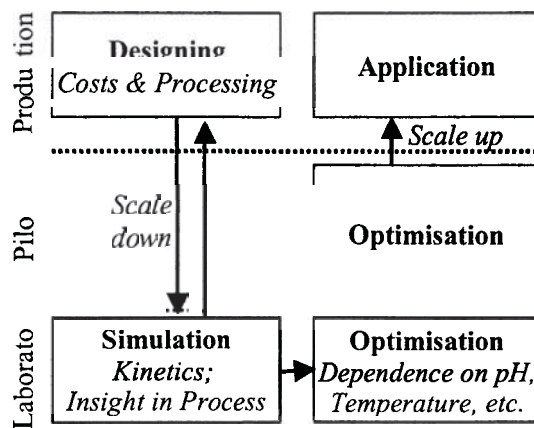 Produ tion
Designing
Costs & Processing
Application
Scale up
Pilo
Scale
down
Optimisation
Laborato
Simulation
Kinetics;
Insight in Process
Optimisation
Dependence on pH,
Temperature, etc.